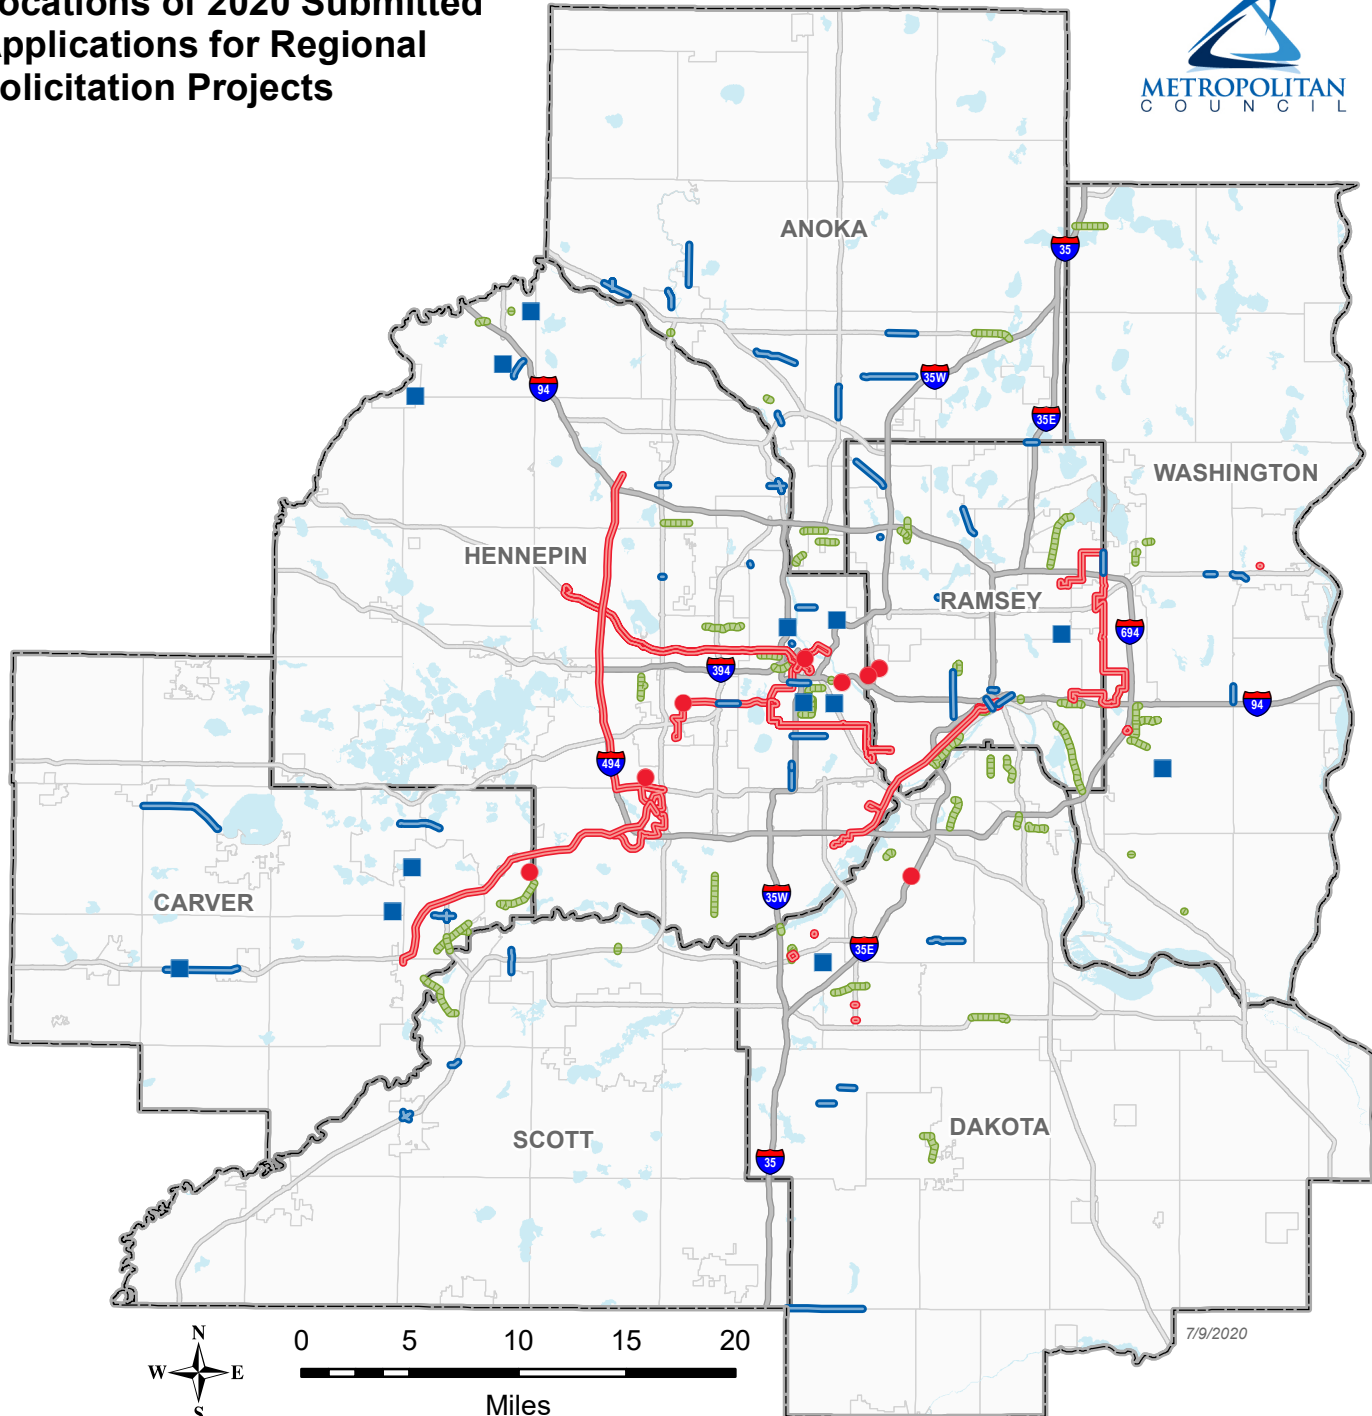 ocations of 2020 Submitted
pplications for Regional
olicitation Projects
METROPOLITAN
COUNCIL
ANOKA
35
35W
94
35E
WASHINGTON
HENNEPIN
RAMSEY
694
394
94
494
35W
CARVER
35E
DAKOTA
SCOTT
35
7/9/2020
N
W E
S
0 5 10 15 20
Miles